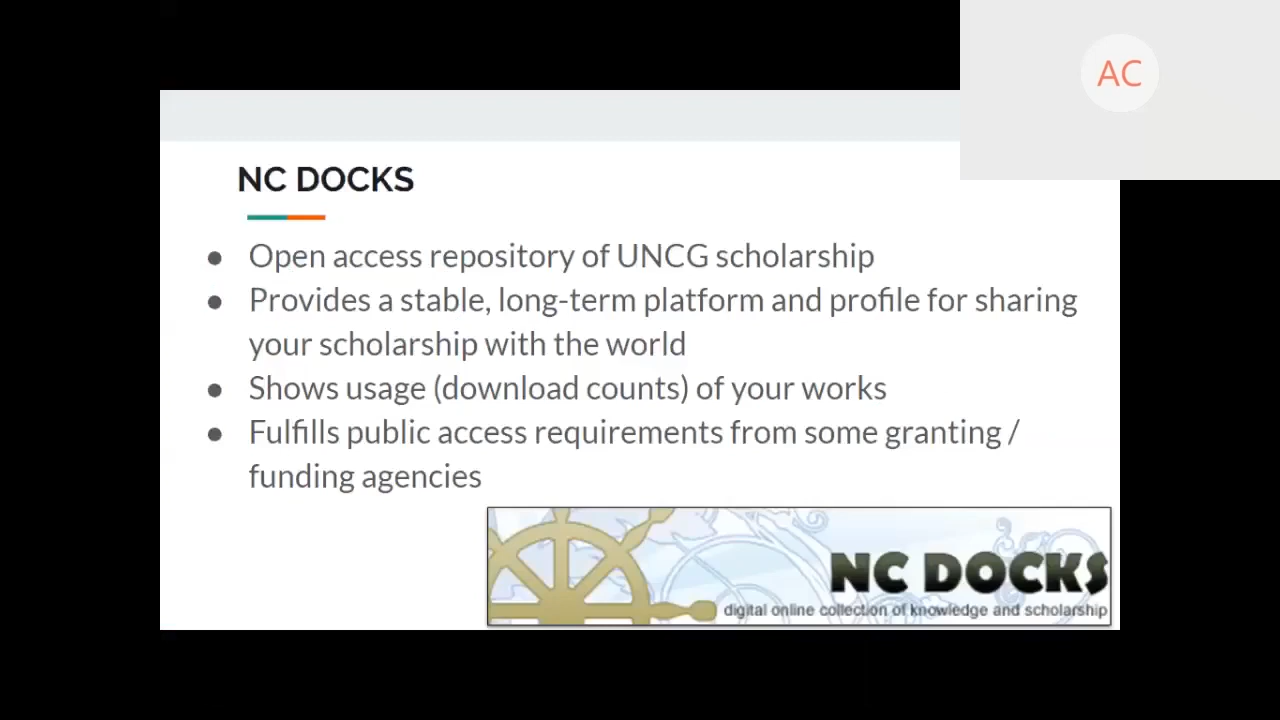 AC
NC DOCKS
● Open access repository of UNCG scholarship
● Provides a stable, long-term platform and profile for sharing
your scholarship with the world
● Shows usage (download counts) of your works
● Fulfills public access requirements from some granting /
funding agencies
NC DOCKS
digital online collection of knowledge and scholarship